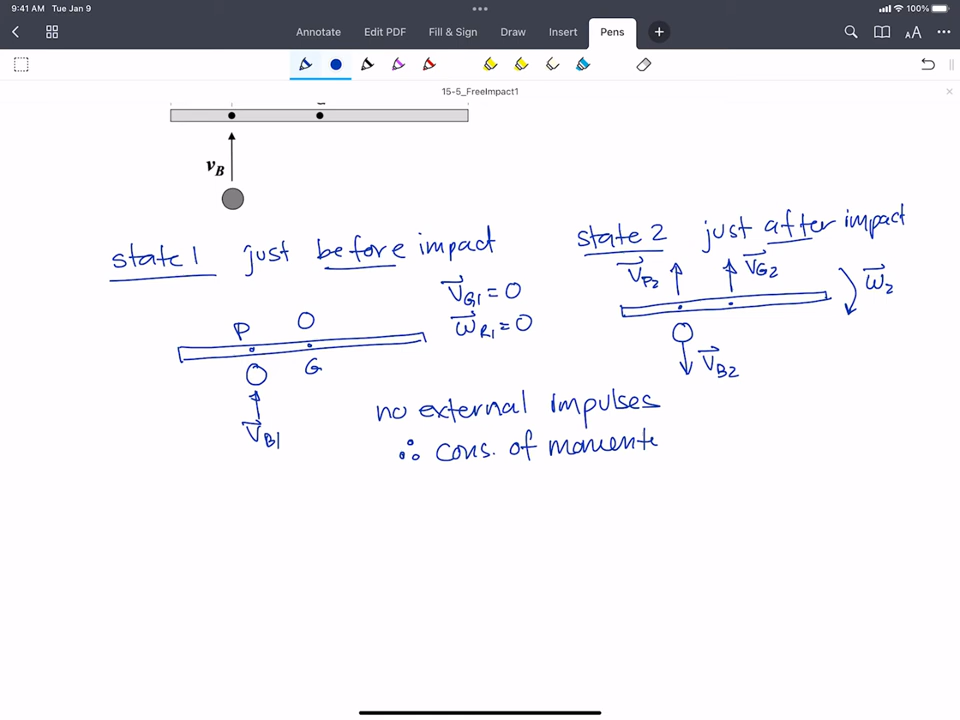 9:41 AM Tue Jan 9
100%
Annotate Edit PDF Fill & Sign Draw Insert Pens
15-5_FreeImpact1
v_B
state 1 just before impact
state 2 just after impact
V_G1 = 0
ω_R1 = 0
V_P2
V_G2
ω_2
P
O
G
V_B1
V_B2
no external impulses
∴ cons. of momente